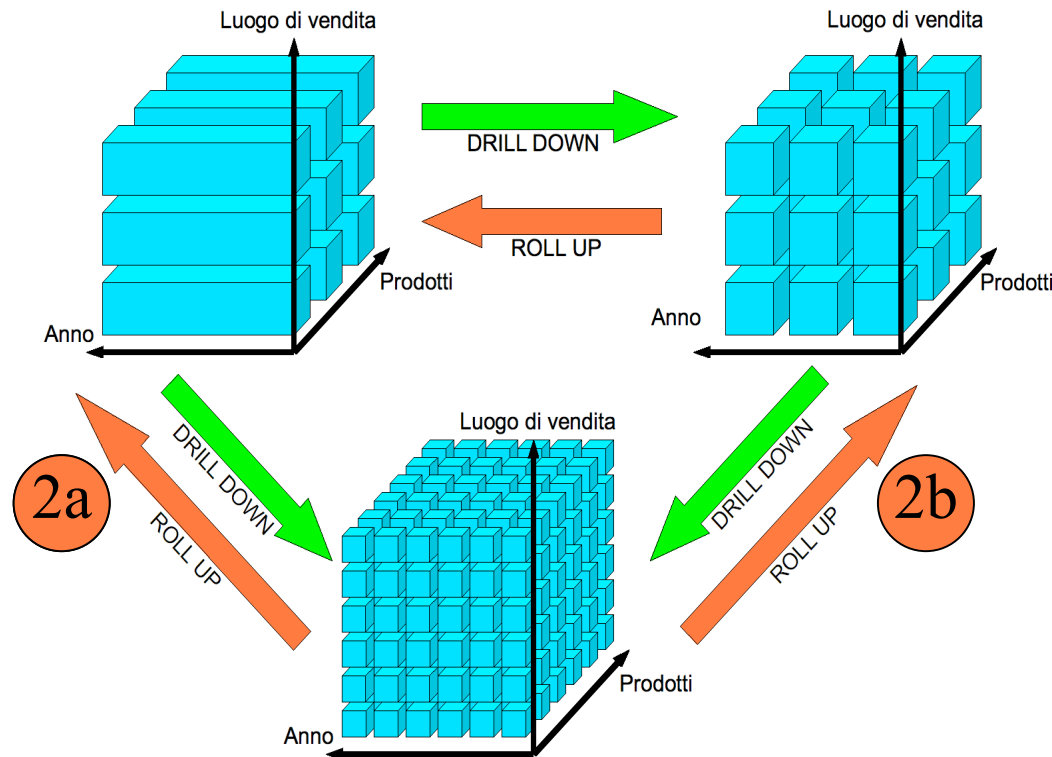 Luogo di vendita
Luogo di vendita
DRILL DOWN
ROLL UP
Prodotti
Prodotti
Anno
Anno
DRILL DOWN
ROLL UP
2a
DRILL DOWN
ROLL UP
2b
Luogo di vendita
Prodotti
Anno